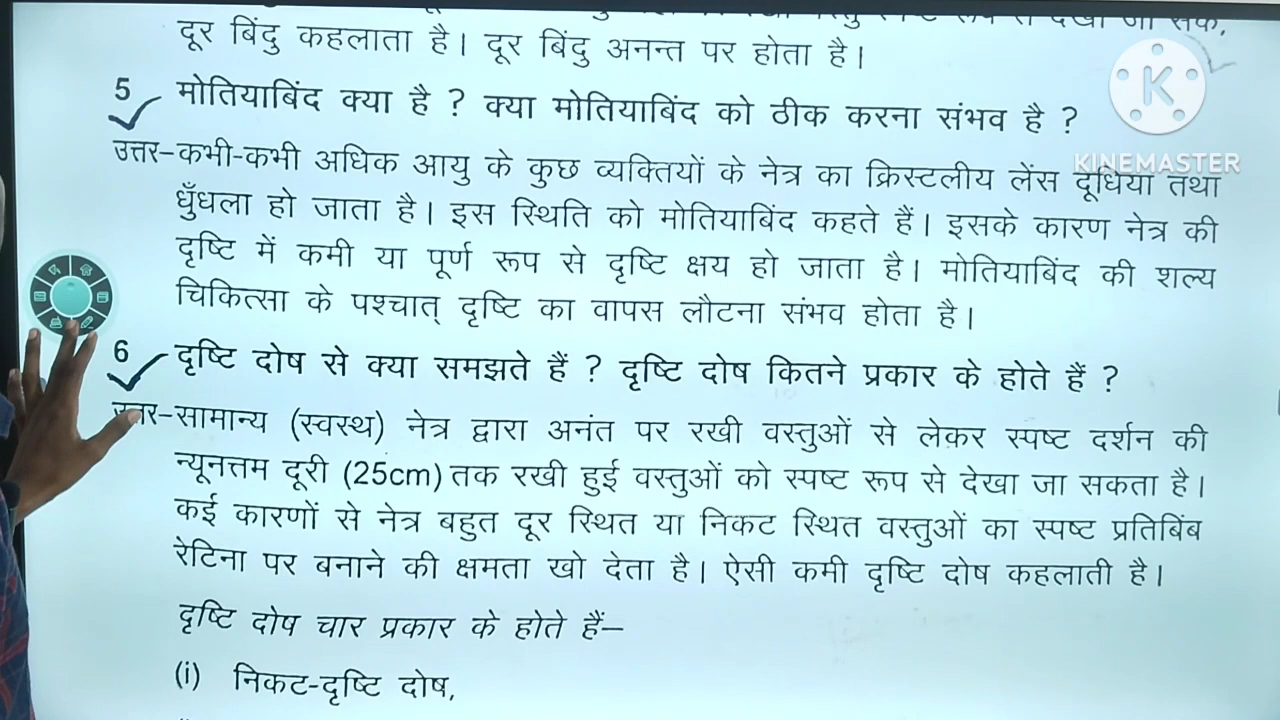 दूर बिंदु कहलाता है। दूर बिंदु अनन्त पर होता है।
5 मोतियाबिंद क्या है ? क्या मोतियाबिंद को ठीक करना संभव है ?
उत्तर–कभी-कभी अधिक आयु के कुछ व्यक्तियों के नेत्र का क्रिस्टलीय लेंस दूधिया तथा
धुँधला हो जाता है। इस स्थिति को मोतियाबिंद कहते हैं। इसके कारण नेत्र की
दृष्टि में कमी या पूर्ण रूप से दृष्टि क्षय हो जाता है। मोतियाबिंद की शल्य
चिकित्सा के पश्चात् दृष्टि का वापस लौटना संभव होता है।
6 दृष्टि दोष से क्या समझते हैं ? दृष्टि दोष कितने प्रकार के होते हैं ?
उत्तर–सामान्य (स्वस्थ) नेत्र द्वारा अनंत पर रखी वस्तुओं से लेकर स्पष्ट दर्शन की
न्यूनत्तम दूरी (25cm) तक रखी हुई वस्तुओं को स्पष्ट रूप से देखा जा सकता है।
कई कारणों से नेत्र बहुत दूर स्थित या निकट स्थित वस्तुओं का स्पष्ट प्रतिबिंब
रेटिना पर बनाने की क्षमता खो देता है। ऐसी कमी दृष्टि दोष कहलाती है।
दृष्टि दोष चार प्रकार के होते हैं–
(i) निकट-दृष्टि दोष,
K
KINEMASTER